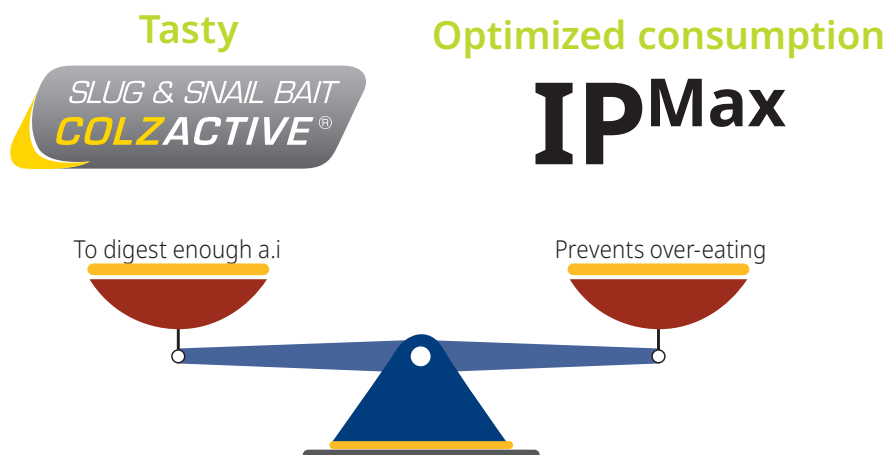 Tasty
Optimized consumption
SLUG & SNAIL BAIT
COLZACTIVE®
IPMax
To digest enough a.i
Prevents over-eating